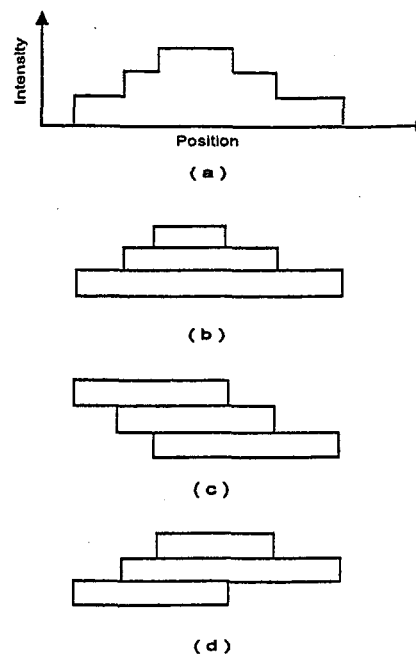 Intensity
Position
( a )
( b )
( c )
( d )